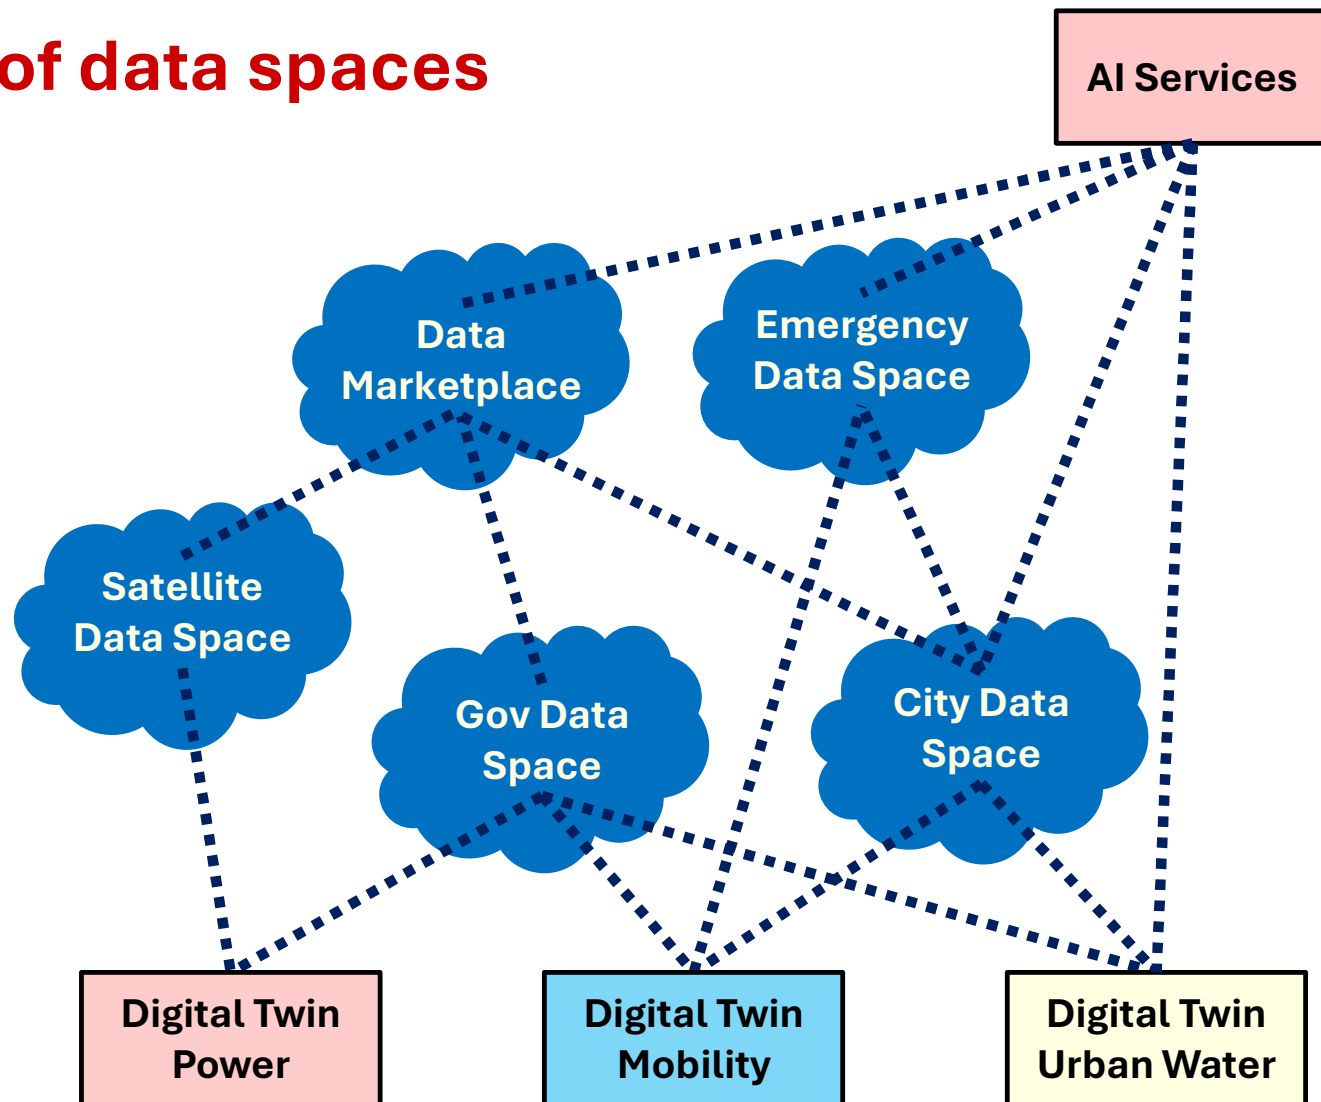 of data spaces
AI Services
Data
Marketplace
Emergency
Data Space
Satellite
Data Space
Gov Data
Space
City Data
Space
Digital Twin
Power
Digital Twin
Mobility
Digital Twin
Urban Water